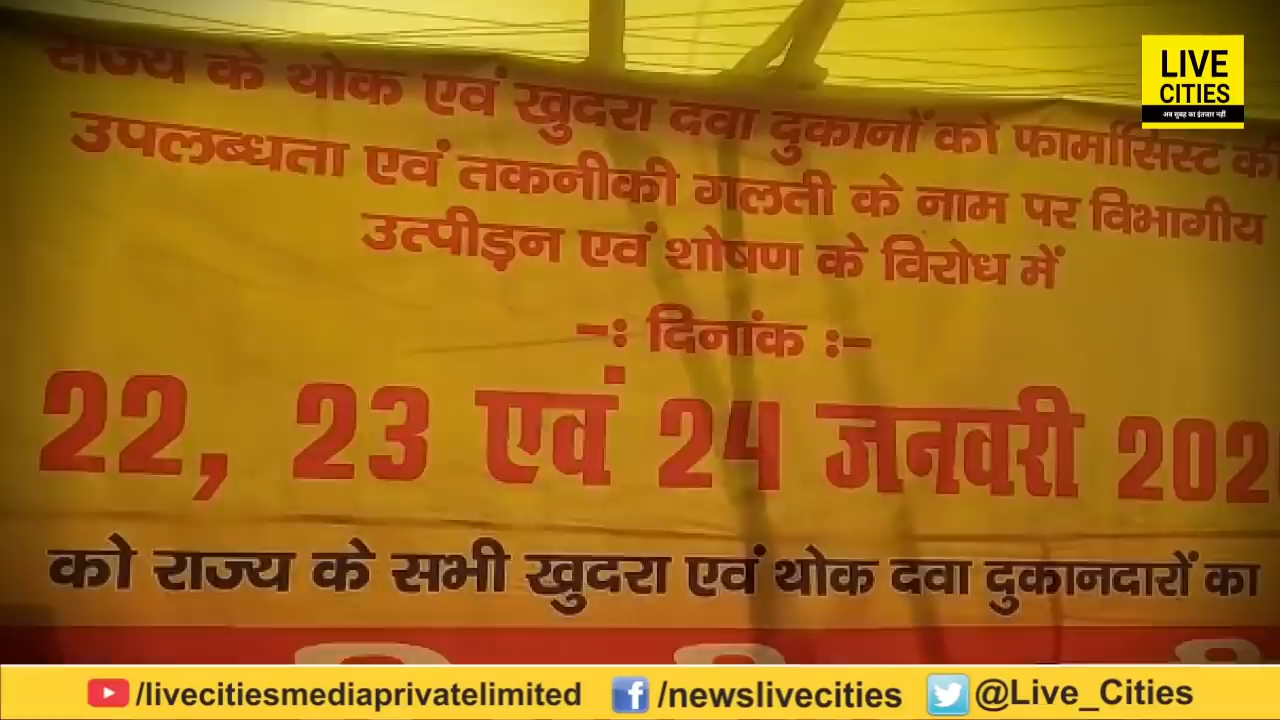 LIVE
CITIES
अब सुबह का इंतजार नहीं
राज्य के थोक एवं खुदरा दवा दुकानों को फार्मासिस्ट की
उपलब्धता एवं तकनीकी गलती के नाम पर विभागीय
उत्पीड़न एवं शोषण के विरोध में
-: दिनांक :-
22, 23 एवं 24 जनवरी 202
को राज्य के सभी खुदरा एवं थोक दवा दुकानदारों का
/livecitiesmediaprivatelimited f /newslivecities @Live_Cities